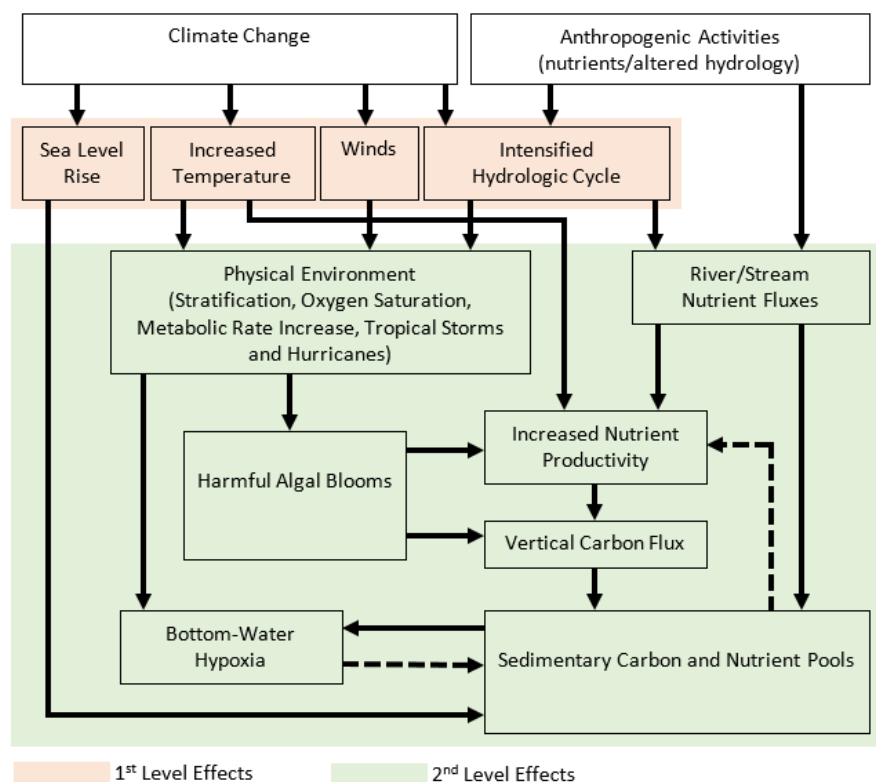 Climate Change
Anthropogenic Activities
(nutrients/altered hydrology)
Sea Level
Rise
Increased
Temperature
Winds
Intensified
Hydrologic Cycle
Physical Environment
(Stratification, Oxygen Saturation,
Metabolic Rate Increase, Tropical Storms
and Hurricanes)
River/Stream
Nutrient Fluxes
Harmful Algal Blooms
Increased Nutrient
Productivity
Vertical Carbon Flux
Bottom-Water
Hypoxia
Sedimentary Carbon and Nutrient Pools
1st Level Effects
2nd Level Effects